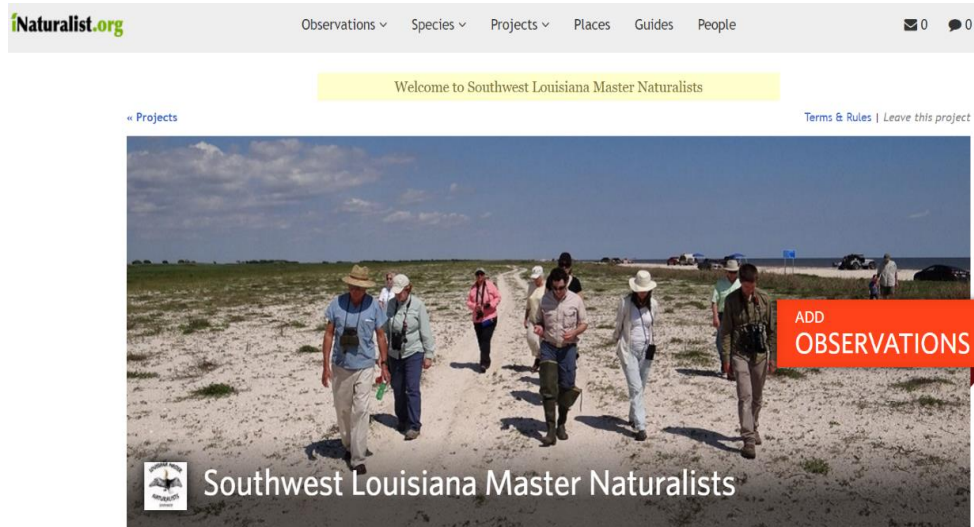 iNaturalist.org
Observations Species Projects Places Guides People 0 0
Welcome to Southwest Louisiana Master Naturalists
« Projects
Terms & Rules | Leave this project
ADD
OBSERVATIONS
Southwest Louisiana Master Naturalists